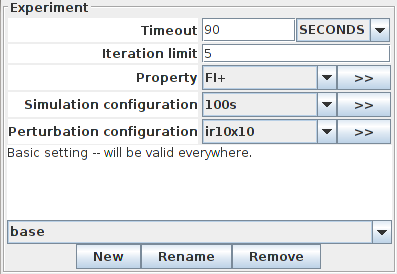 Experiment
Timeout 90 SECONDS
Iteration limit 5
Property FI+ >>
Simulation configuration 100s >>
Perturbation configuration ir10x10 >>
Basic setting -- will be valid everywhere.
base
New Rename Remove